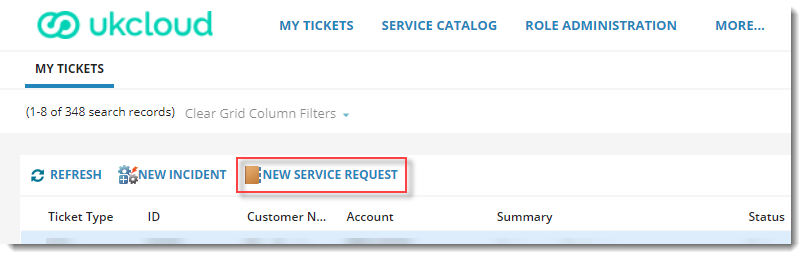 ukcloud MY TICKETS SERVICE CATALOG ROLE ADMINISTRATION MORE...
MY TICKETS
(1-8 of 348 search records) Clear Grid Column Filters
REFRESH NEW INCIDENT NEW SERVICE REQUEST
Ticket Type ID Customer N... Account Summary Status